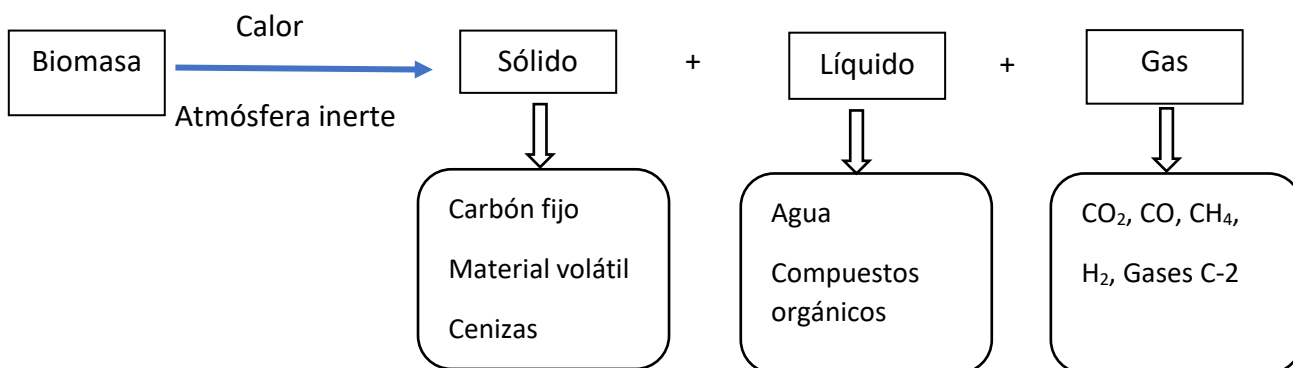 Calor
Biomasa
Sólido
+
Líquido
+
Gas
Atmósfera inerte
Carbón fijo
Material volátil
Cenizas
Agua
Compuestos
orgánicos
CO₂, CO, CH₄,
H₂, Gases C-2